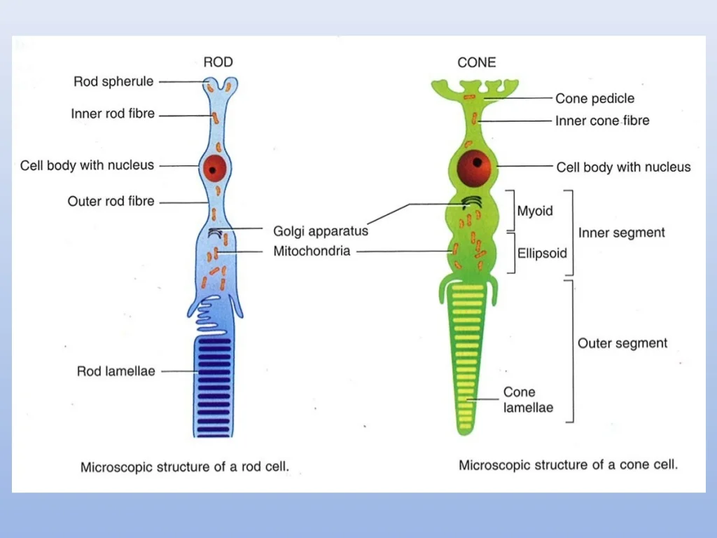 ROD
CONE
Rod spherule
Inner rod fibre
Cell body with nucleus
Outer rod fibre
Golgi apparatus
Mitochondria
Rod lamellae
Cone pedicle
Inner cone fibre
Cell body with nucleus
Myoid
Inner segment
Ellipsoid
Outer segment
Cone
lamellae
Microscopic structure of a rod cell.
Microscopic structure of a cone cell.